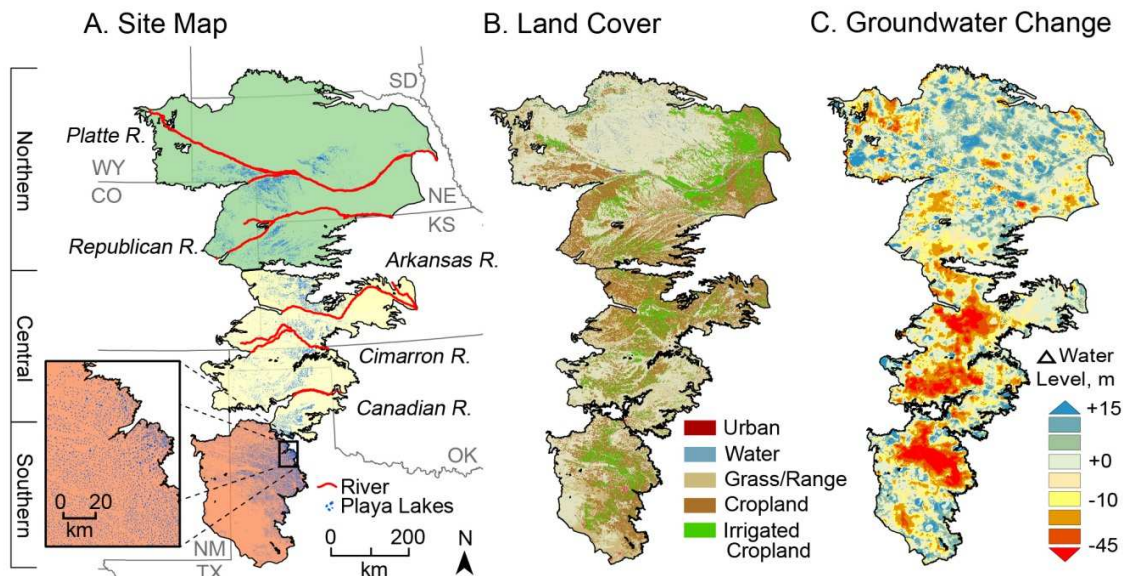 A. Site Map
B. Land Cover
C. Groundwater Change
Northern
Central
Southern
SD
Platte R.
WY
CO
NE
KS
Republican R.
Arkansas R.
Cimarron R.
Canadian R.
OK
NM
TX
0 20
km
River
Playa Lakes
0 200
km
N
Urban
Water
Grass/Range
Cropland
Irrigated
Cropland
△ Water
Level, m
+15
+0
-10
-45